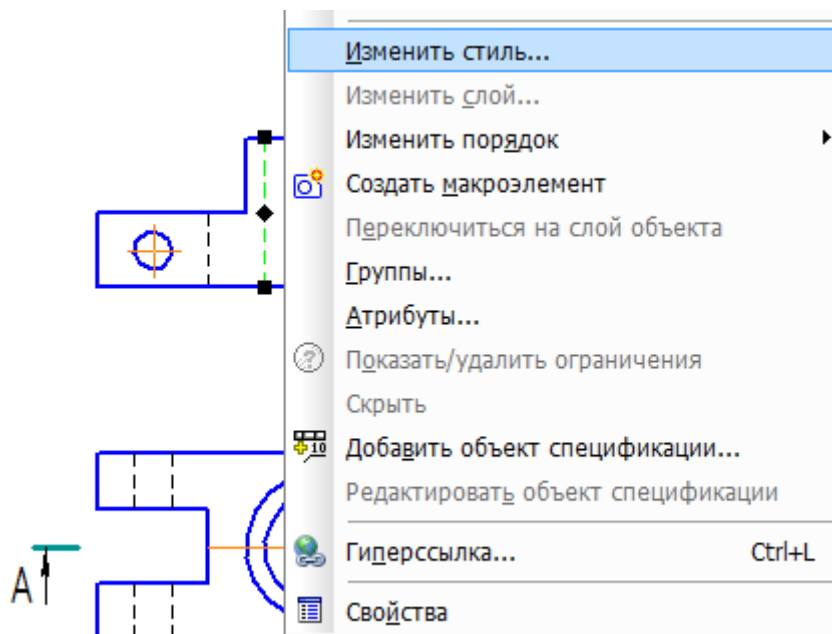 Изменить стиль...
Изменить слой...
Изменить порядок
Создать макроэлемент
Переключиться на слой объекта
Группы...
Атрибуты...
Показать/удалить ограничения
Скрыть
10 Добавить объект спецификации...
Редактировать объект спецификации
Гиперссылка... Ctrl+L
А
Свойства